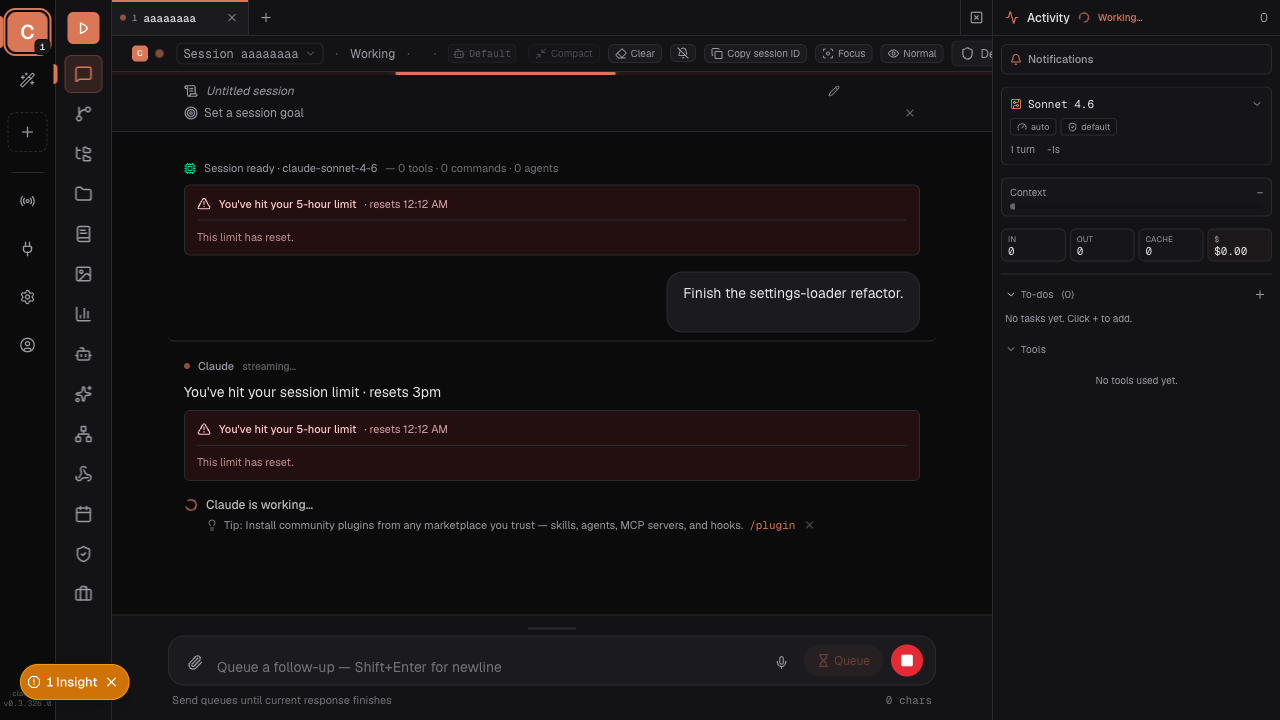 C
1
1 aaaaaaaa
Activity
Working…
0
C
Session aaaaaaaa
·
Working
·
·
Default
Compact
Clear
Copy session ID
Focus
Normal
De
Notifications
Untitled session
Set a session goal
Sonnet 4.6
auto
default
1 turn ~1s
Session ready · claude-sonnet-4-6 — 0 tools · 0 commands · 0 agents
You've hit your 5-hour limit · resets 12:12 AM
This limit has reset.
Context
–
IN
0
OUT
0
CACHE
0
$
$0.00
Finish the settings-loader refactor.
To-dos (0)
No tasks yet. Click + to add.
Tools
No tools used yet.
Claude streaming…
You've hit your session limit · resets 3pm
You've hit your 5-hour limit · resets 12:12 AM
This limit has reset.
Claude is working…
Tip: Install community plugins from any marketplace you trust — skills, agents, MCP servers, and hooks. /plugin
Queue a follow-up — Shift+Enter for newline
Queue
Send queues until current response finishes
0 chars
1 Insight
v0.3.326.0